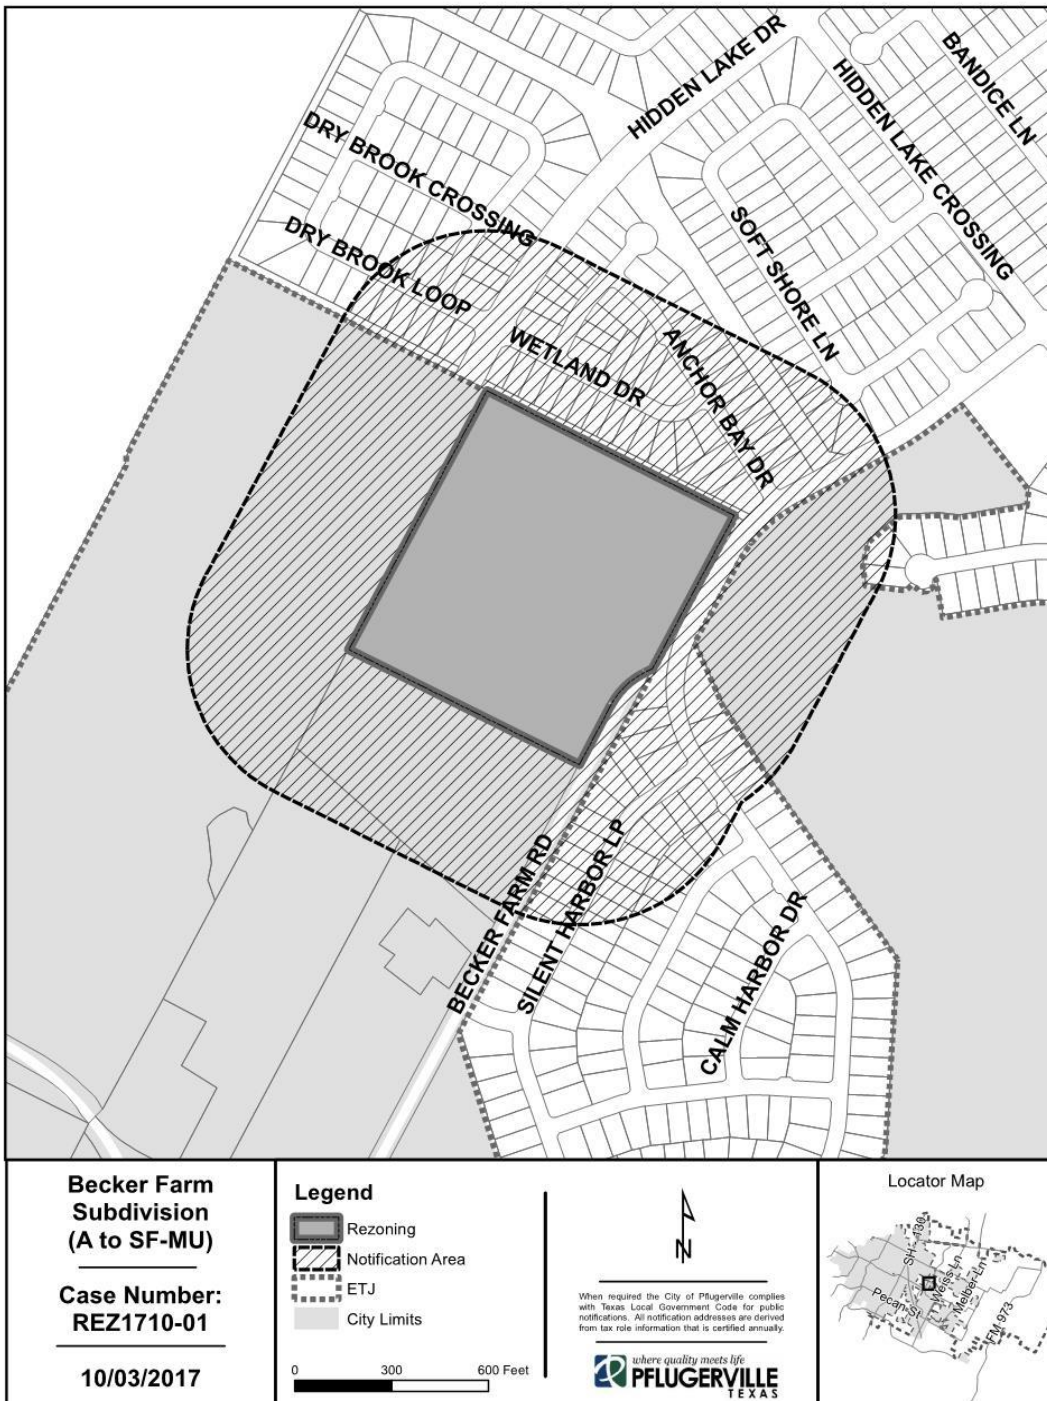 HIDDEN LAKE DR
BANDICE LN
HIDDEN LAKE CROSSING
DRY BROOK CROSSING
DRY BROOK LOOP
SOFT SHORE LN
WETLAND DR
ANCHOR BAY DR
BECKER FARM RD
SILENT HARBOR LP
CALM HARBOR DR
Becker Farm
Subdivision
(A to SF-MU)
Case Number:
REZ1710-01
10/03/2017
Legend
Rezoning
Notification Area
ETJ
City Limits
0 300 600 Feet
N
When required the City of Pflugerville complies
with Texas Local Government Code for public
notifications. All notification addresses are derived
from tax role information that is certified annually.
where quality meets life
PFLUGERVILLE
TEXAS
Locator Map
SH 130
Weiss Ln
Melber Ln
Pecan St
FM 973